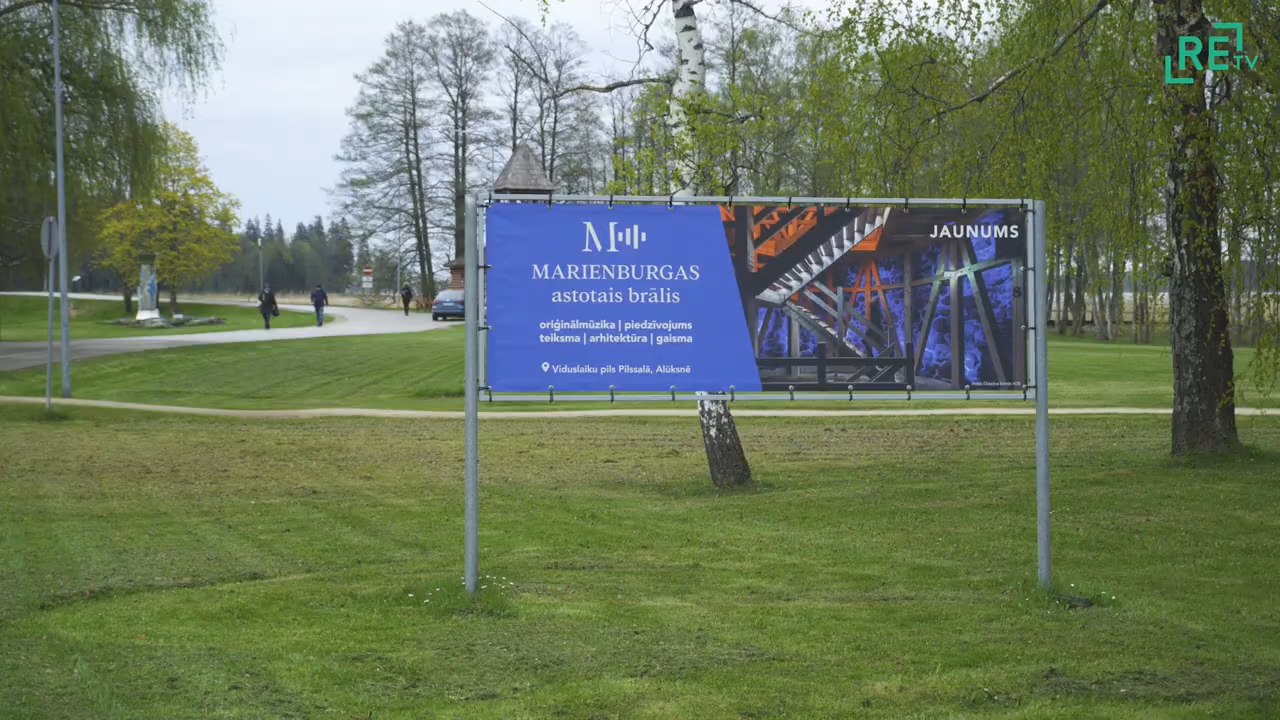 RE TV
JAUNUMS
M
MARIENBURGAS
astotais brālis
oriģinālmūzika | piedzīvojums
teiksma | arhitektūra | gaisma
Viduslaiku pils Pilssalā, Alūksnē